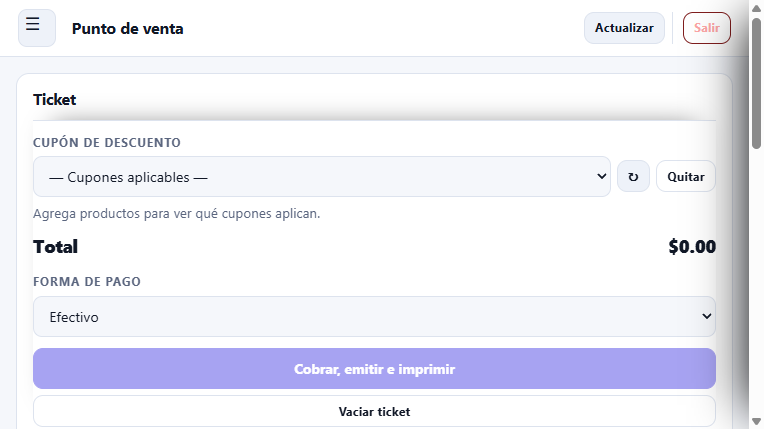 ☰ Punto de venta Actualizar Salir
Ticket
CUPÓN DE DESCUENTO
— Cupones aplicables — ↻ Quitar
Agrega productos para ver qué cupones aplican.
Total $0.00
FORMA DE PAGO
Efectivo
Cobrar, emitir e imprimir
Vaciar ticket